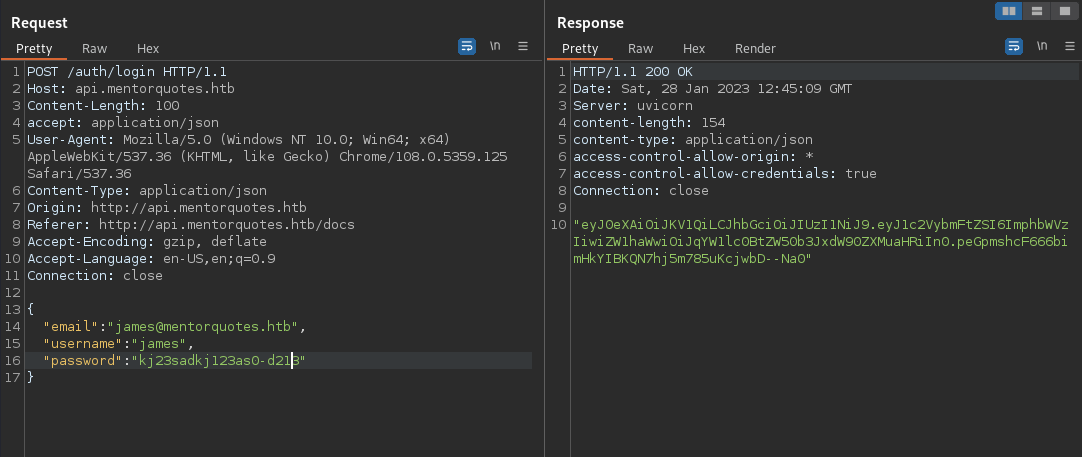 Request
Pretty Raw Hex \n
1 POST /auth/login HTTP/1.1
2 Host: api.mentorquotes.htb
3 Content-Length: 100
4 accept: application/json
5 User-Agent: Mozilla/5.0 (Windows NT 10.0; Win64; x64)
AppleWebKit/537.36 (KHTML, like Gecko) Chrome/108.0.5359.125
Safari/537.36
6 Content-Type: application/json
7 Origin: http://api.mentorquotes.htb
8 Referer: http://api.mentorquotes.htb/docs
9 Accept-Encoding: gzip, deflate
10 Accept-Language: en-US,en;q=0.9
11 Connection: close
12
13 {
14 "email":"james@mentorquotes.htb",
15 "username":"james",
16 "password":"kj23sadkj123as0-d213"
17 }
Response
Pretty Raw Hex Render \n
1 HTTP/1.1 200 OK
2 Date: Sat, 28 Jan 2023 12:45:09 GMT
3 Server: uvicorn
4 content-length: 154
5 content-type: application/json
6 access-control-allow-origin: *
7 access-control-allow-credentials: true
8 Connection: close
9
10 "eyJ0eXAiOiJKV1QiLCJhbGciOiJIUzI1NiJ9.eyJ1c2VybmFtZSI6ImphbWVz
IiwiZW1haWwiOiJqYW1lc0BtZW50b3JxdW90ZXMuaHRiIn0.peGpmshcF666bi
mHkYIBKQN7hj5m785uKcjwbD--Na0"